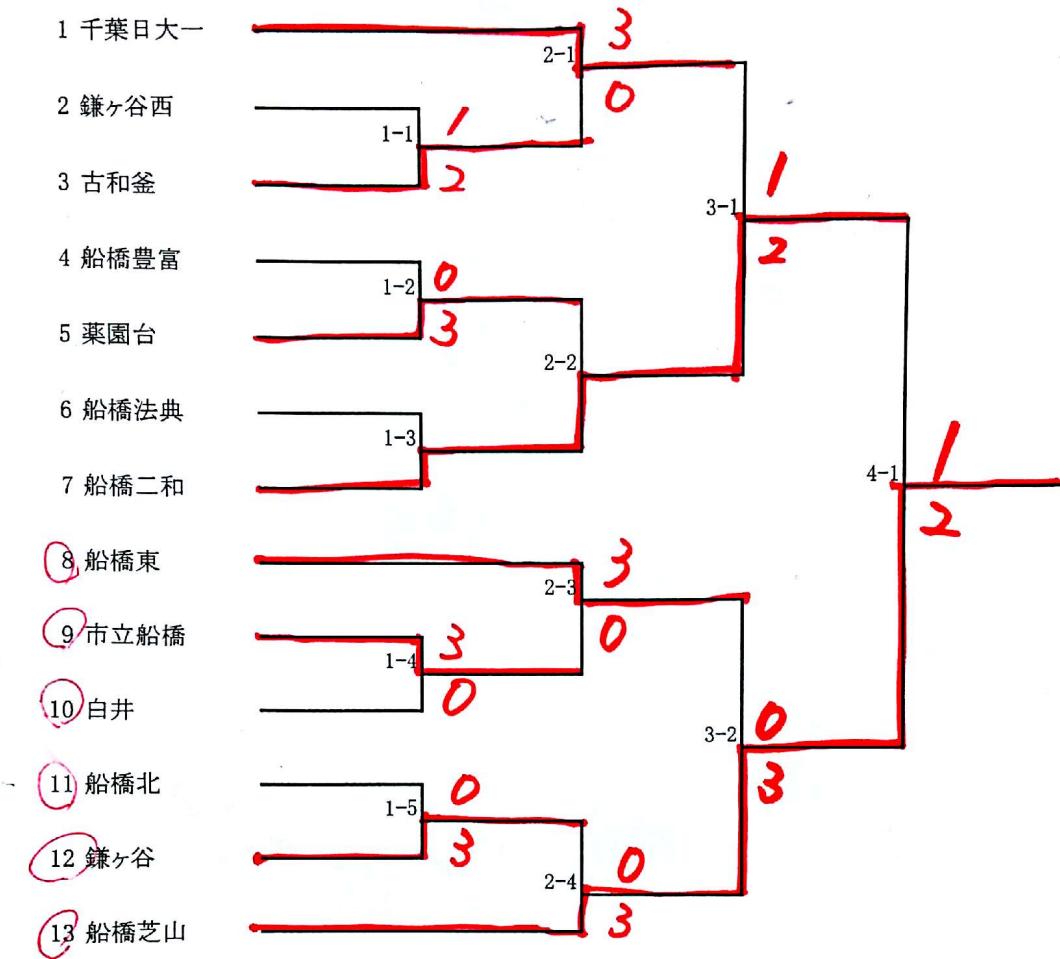 1 千葉日大一
3
2-1
0
2 鎌ヶ谷西
1
1-1
2
3 古和釜
1
3-1
2
4 船橋豊富
0
1-2
3
5 薬園台
2-2
6 船橋法典
1-3
7 船橋二和
1
4-1
2
8 船橋東
3
2-3
0
9 市立船橋
3
1-4
0
10 白井
0
3-2
3
11 船橋北
0
1-5
3
12 鎌ヶ谷
0
2-4
3
13 船橋芝山